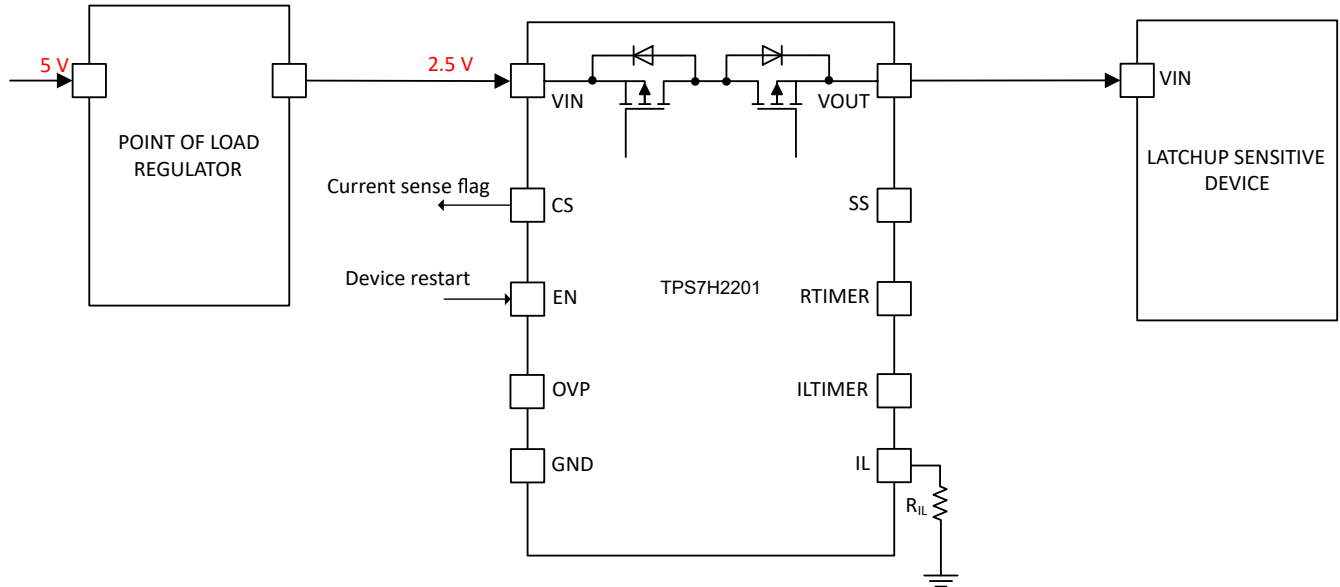 5 V
POINT OF LOAD
REGULATOR
2.5 V
VIN
VOUT
VIN
LATCHUP SENSITIVE
DEVICE
Current sense flag
CS
SS
Device restart
EN
TPS7H2201
RTIMER
OVP
ILTIMER
GND
IL
RIL